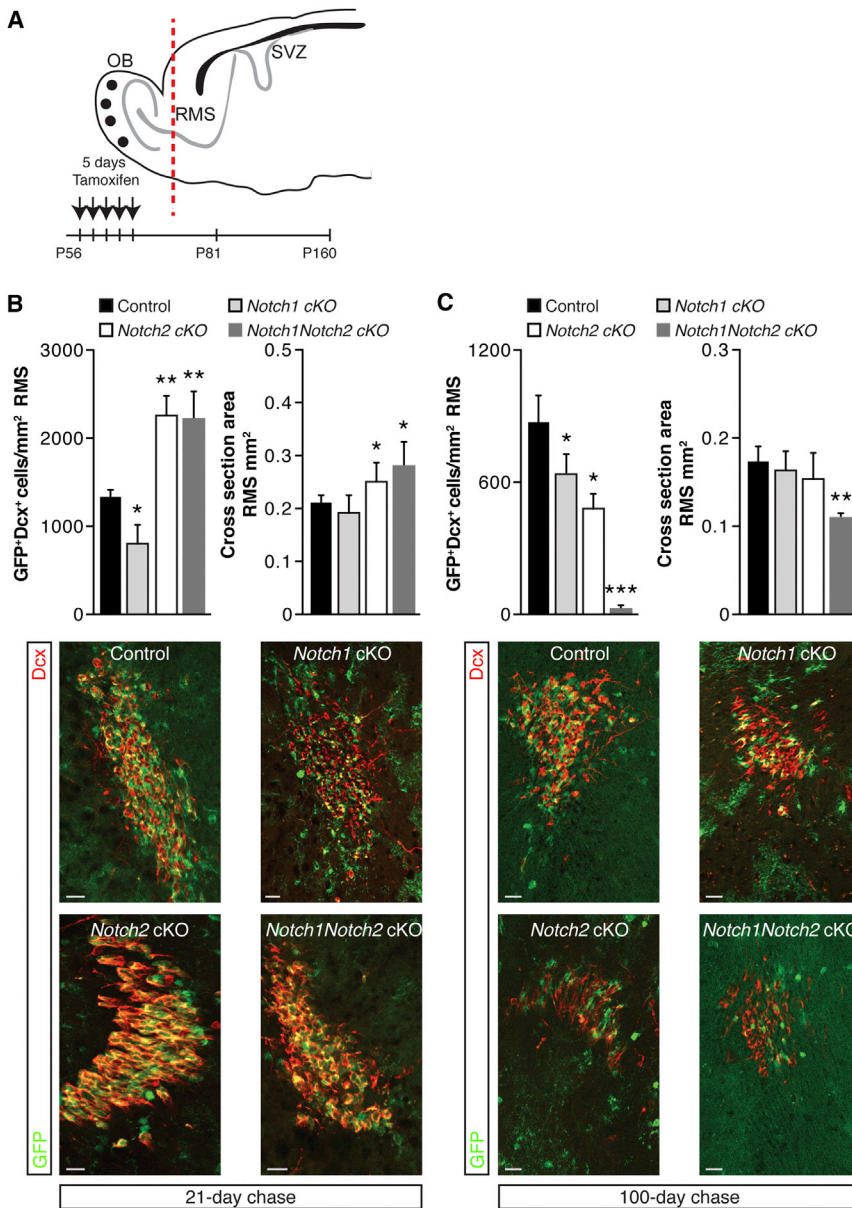 A
OB
SVZ
RMS
5 days
Tamoxifen
P56
P81
P160
B
Control
Notch1 cKO
Notch2 cKO
Notch1Notch2 cKO
GFP⁺Dcx⁺ cells/mm² RMS
3000
2000
1000
0
*
**
**
Cross section area
RMS mm²
0.5
0.4
0.3
0.2
0.1
0
*
*
C
Control
Notch1 cKO
Notch2 cKO
Notch1Notch2 cKO
GFP⁺Dcx⁺ cells/mm² RMS
1200
600
0
*
*
***
Cross section area
RMS mm²
0.3
0.2
0.1
0
**
Dcx
GFP
Control
Notch1 cKO
Notch2 cKO
Notch1Notch2 cKO
21-day chase
Dcx
GFP
Control
Notch1 cKO
Notch2 cKO
Notch1Notch2 cKO
100-day chase